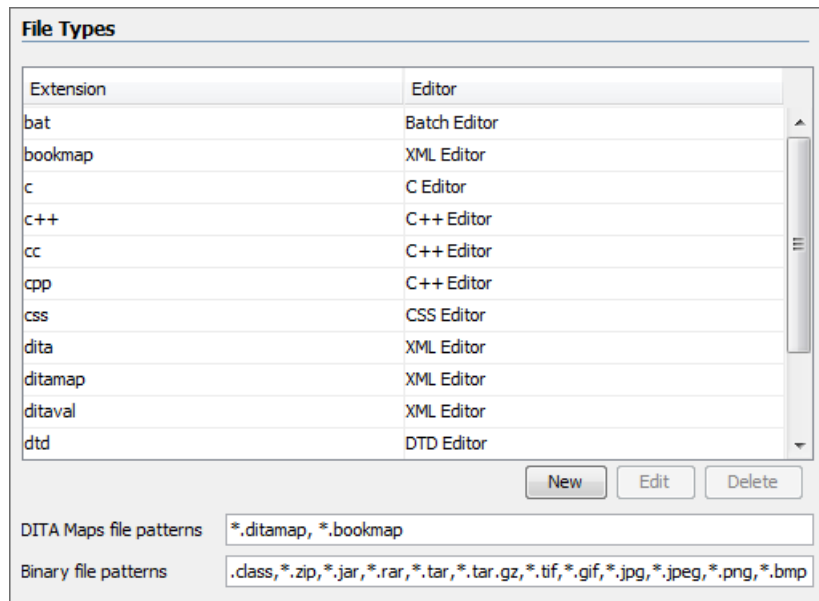 File Types
Extension Editor
bat Batch Editor
bookmap XML Editor
c C Editor
c++ C++ Editor
cc C++ Editor
cpp C++ Editor
css CSS Editor
dita XML Editor
ditamap XML Editor
ditaval XML Editor
dtd DTD Editor
New Edit Delete
DITA Maps file patterns *.ditamap, *.bookmap
Binary file patterns .class,*.zip,*.jar,*.rar,*.tar,*.tar.gz,*.tif,*.gif,*.jpg,*.jpeg,*.png,*.bmp